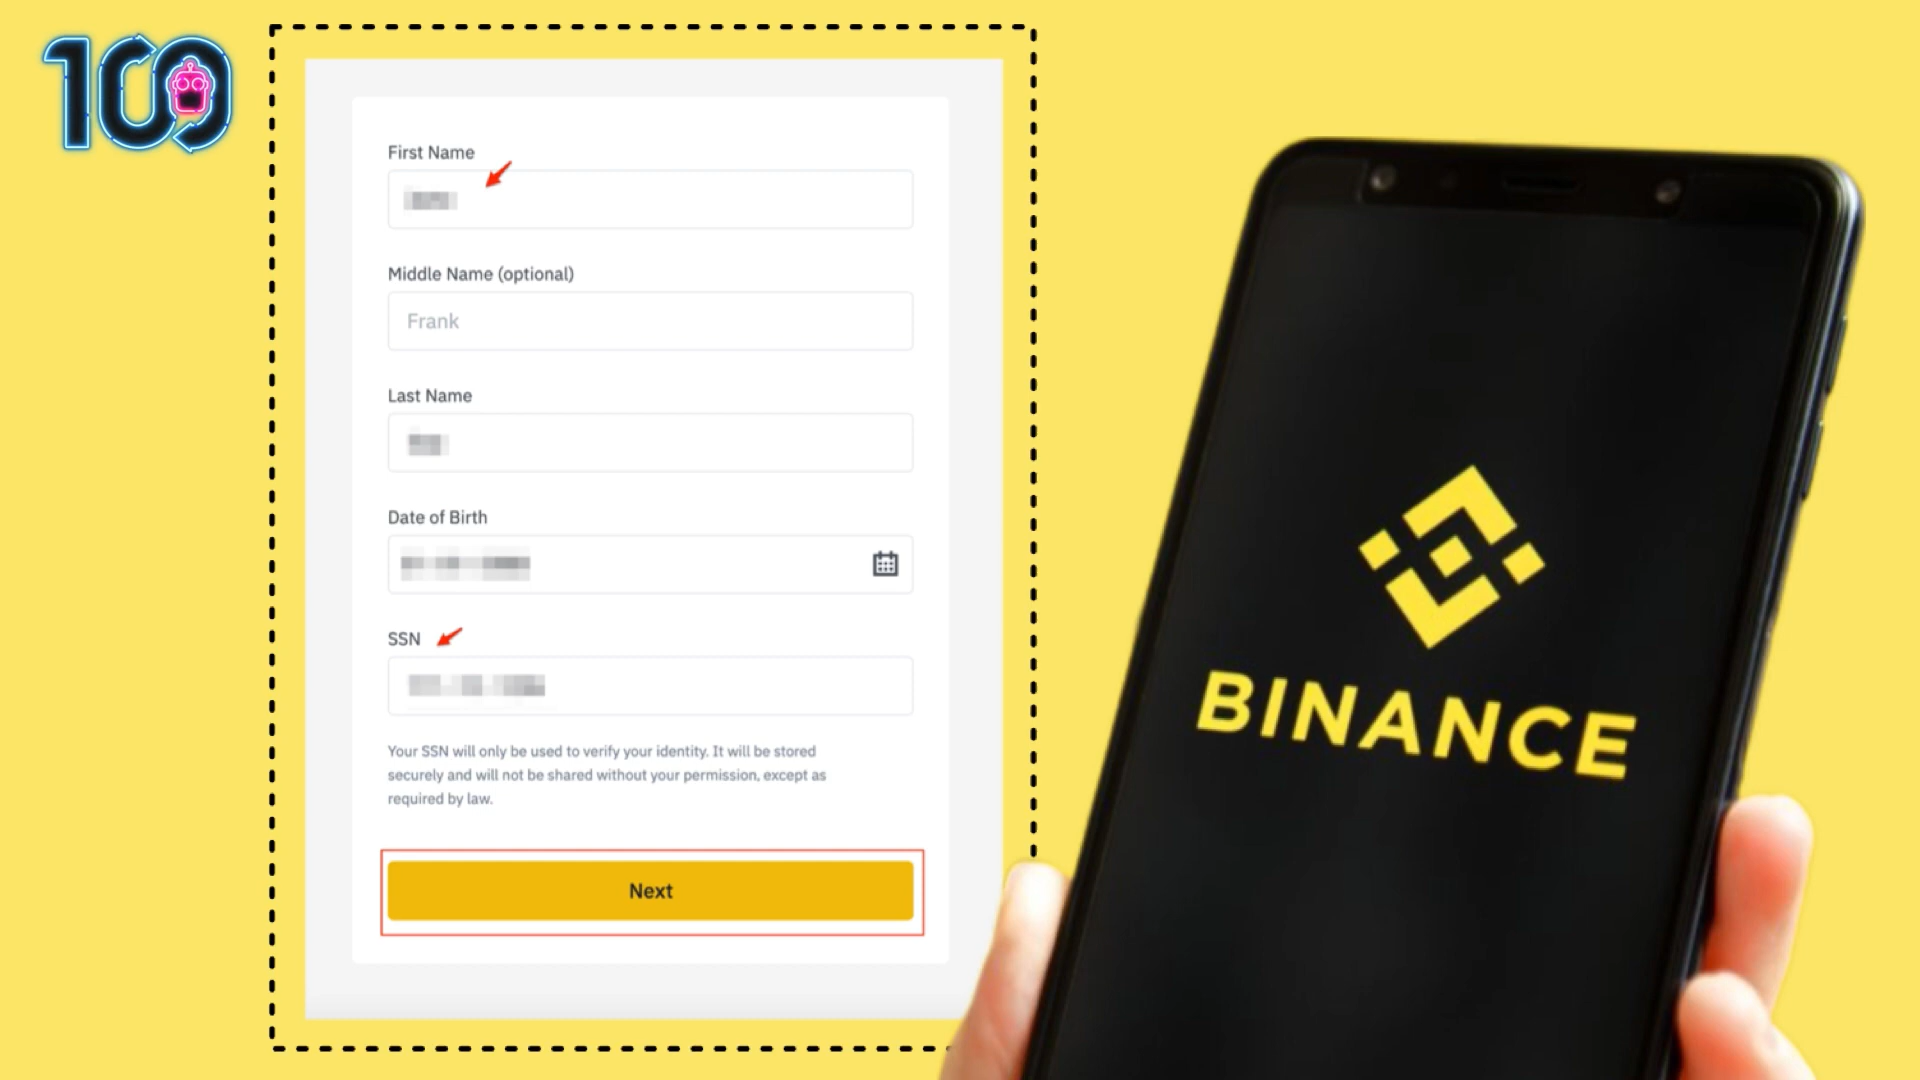 100
First Name
Middle Name (optional)
Frank
Last Name
Date of Birth
SSN
Your SSN will only be used to verify your identity. It will be stored
securely and will not be shared without your permission, except as
required by law.
Next
BINANCE